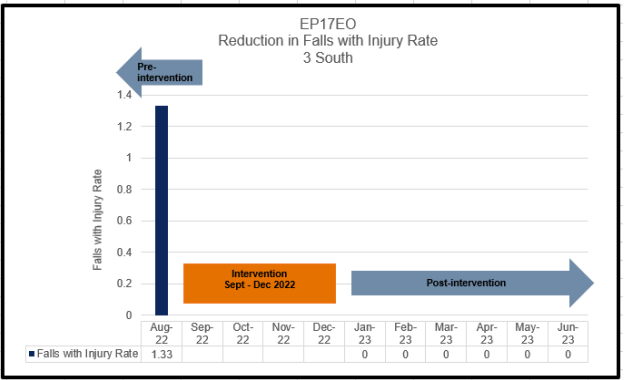 EP17EO
Reduction in Falls with Injury Rate
3 South
Pre-
intervention
1.4
1.2
1
0.8
0.6
0.4
0.2
0
Falls with Injury Rate
Intervention
Sept - Dec 2022
Post-intervention
Aug- Sep- Oct- Nov- Dec- Jan- Feb- Mar- Apr- May- Jun-
22 22 22 22 22 23 23 23 23 23 23
Falls with Injury Rate 1.33 0 0 0 0 0 0